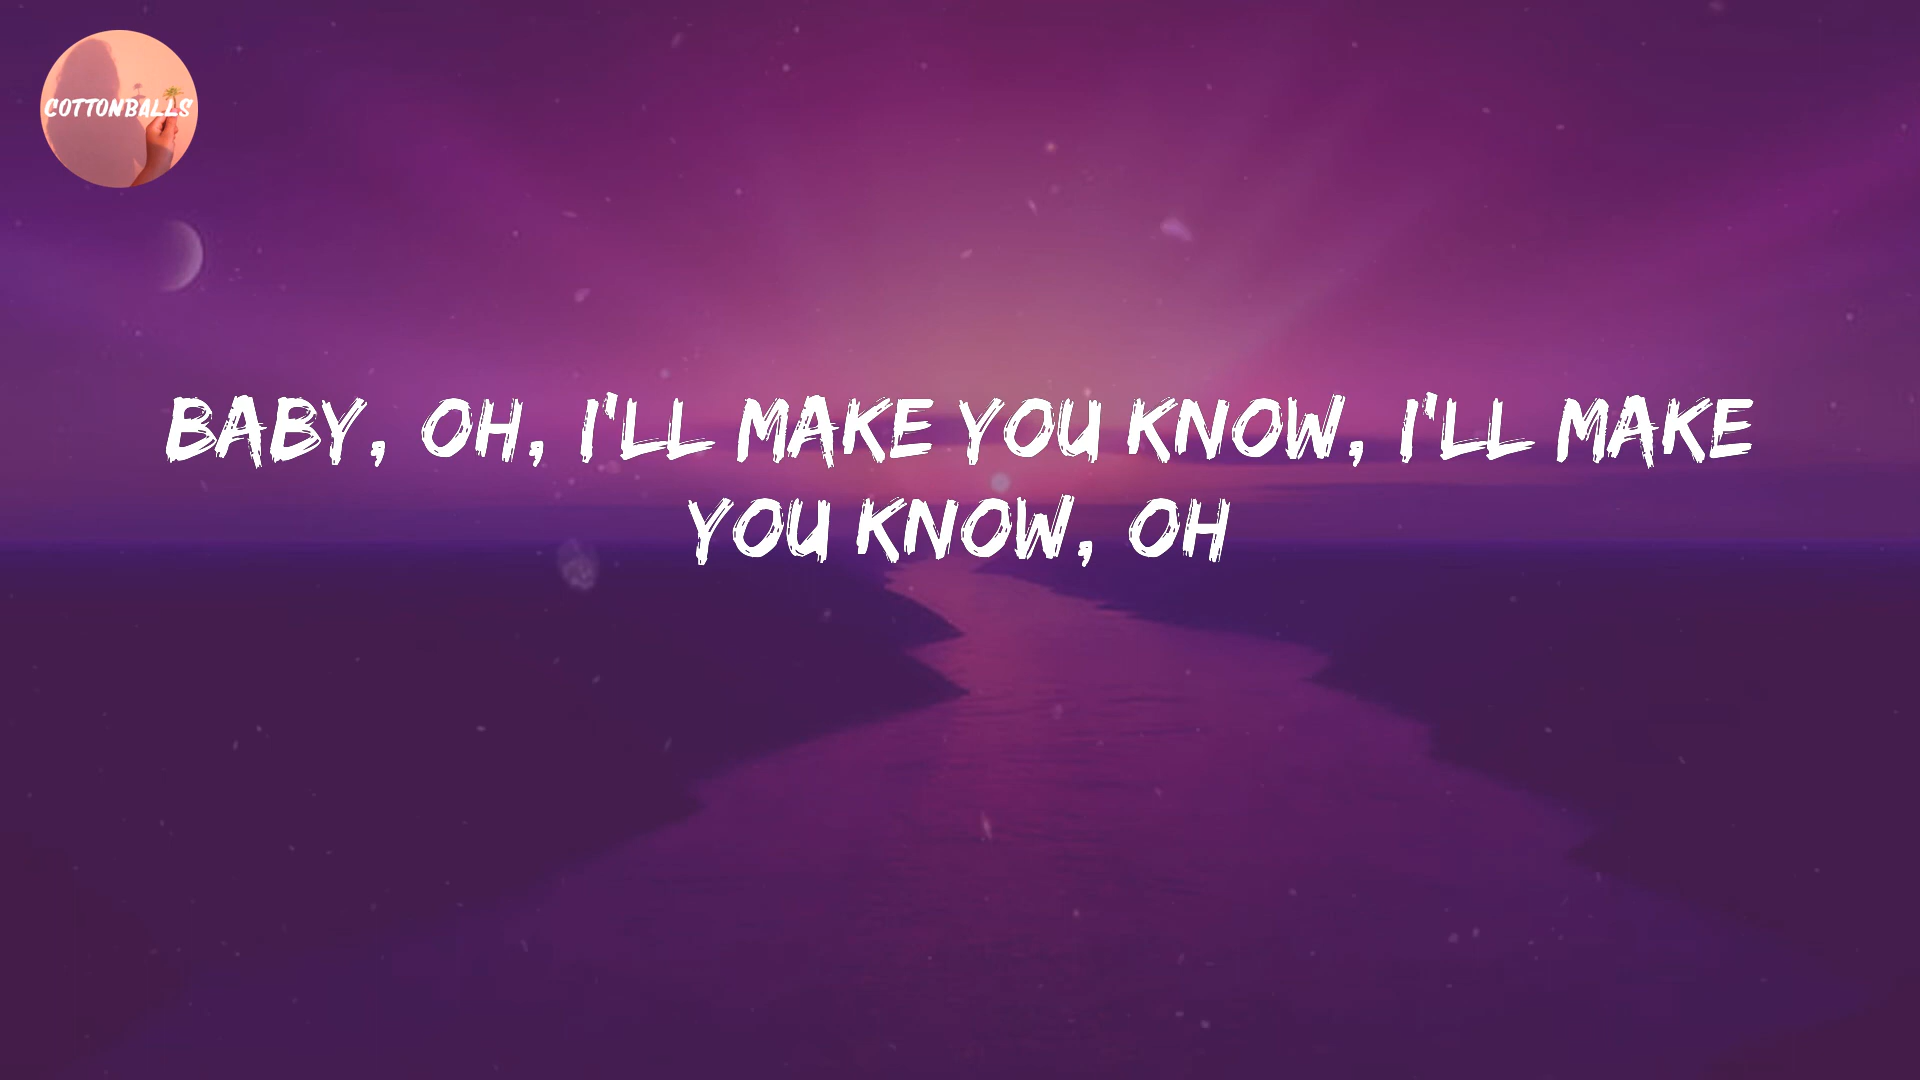 COTTONBALLS
BABY, OH, I'LL MAKE YOU KNOW, I'LL MAKE
YOU KNOW, OH